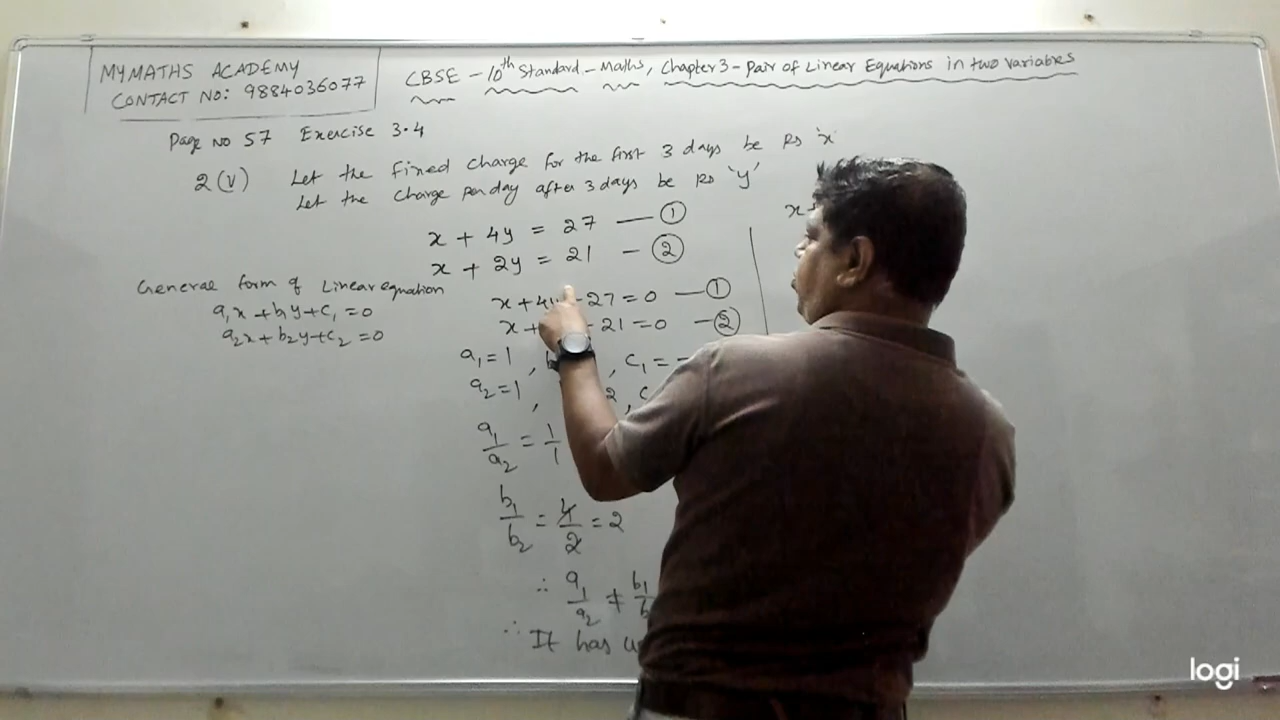 MYMATHS ACADEMY
CONTACT NO: 9884036077
CBSE - 10th Standard - Maths, Chapter 3 - Pair of Linear Equations in two variables
Page No 57 Exercise 3.4
2(V) Let the fixed charge for the first 3 days be Rs 'x'
Let the charge per day after 3 days be Rs 'y'
x + 4y = 27 — ①
x + 2y = 21 — ②
x +
General form of Linear equation
a₁x + b₁y + c₁ = 0
a₂x + b₂y + c₂ = 0
x + 4y - 27 = 0 — ①
x + - 21 = 0 — ②
a₁ = 1, b , c₁ = -
a₂ = 1, 2, c
a₁/a₂ = 1/1
b₁/b₂ = 4/2 = 2
∴ a₁/a₂ ≠ b₁/b
∴ It has
logi